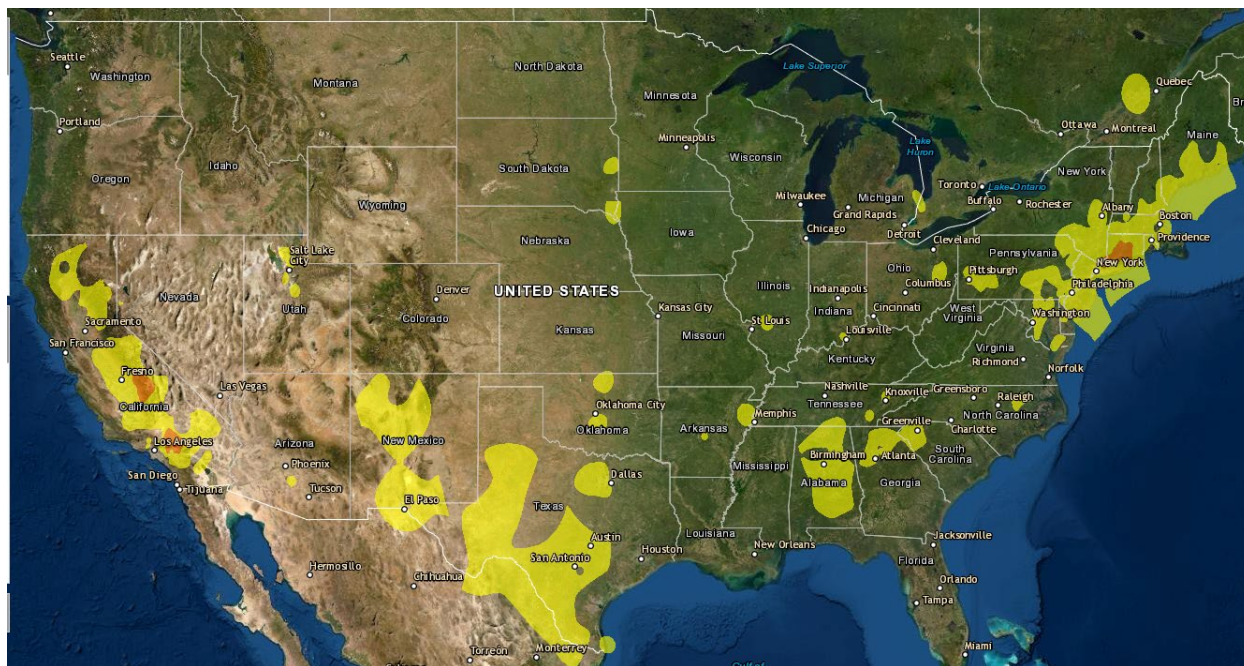 Seattle
Washington
Portland
Oregon
Idaho
Montana
Wyoming
North Dakota
South Dakota
Nebraska
Minnesota
Minneapolis
Wisconsin
Milwaukee
Lake Superior
Lake
Huron
Michigan
Grand Rapids
Detroit
Chicago
Iowa
Toronto
Lake Ontario
Buffalo
Rochester
Ottawa
Montreal
Quebec
Maine
Br
New York
Albany
Boston
Providence
New York
Pennsylvania
Philadelphia
Pittsburgh
Cleveland
Ohio
Columbus
Cincinnati
Indianapolis
Indiana
Illinois
Salt Lake
City
Utah
Nevada
Sacramento
San Francisco
Fresno
California
Las Vegas
Los Angeles
San Diego
Tijuana
Arizona
Phoenix
Tucson
Denver
Colorado
UNITED STATES
Kansas
Kansas City
Missouri
St. Louis
Louisville
Kentucky
West
Virginia
Washington
Virginia
Richmond
Norfolk
Nashville
Tennessee
Knoxville
Greensboro
Raleigh
North Carolina
Charlotte
Greenville
South
Carolina
Memphis
Arkansas
Oklahoma City
Oklahoma
New Mexico
El Paso
Texas
Dallas
Austin
San Antonio
Houston
Louisiana
New Orleans
Mississippi
Birmingham
Alabama
Atlanta
Georgia
Jacksonville
Florida
Orlando
Tampa
Miami
Hermosillo
Chihuahua
Torreon
Monterrey
Gulf of